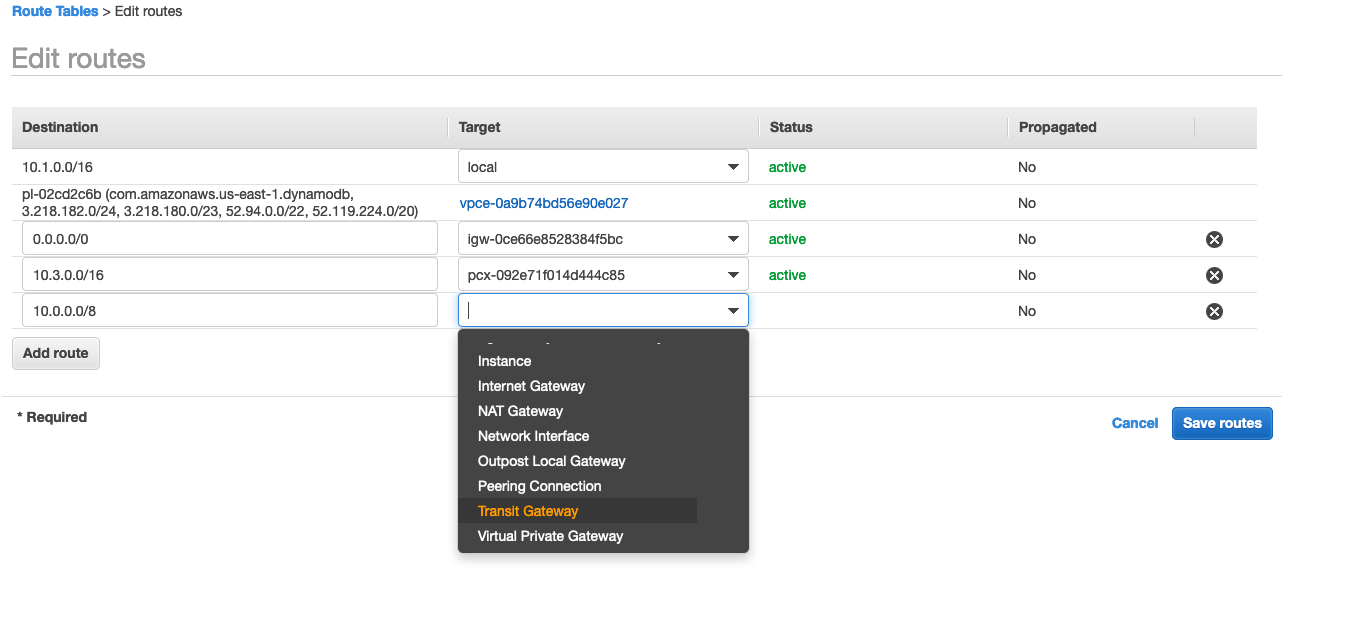 Route Tables > Edit routes
Edit routes
Destination Target Status Propagated
10.1.0.0/16 local active No
pl-02cd2c6b (com.amazonaws.us-east-1.dynamodb,
3.218.182.0/24, 3.218.180.0/23, 52.94.0.0/22, 52.119.224.0/20) vpce-0a9b74bd56e90e027 active No
0.0.0.0/0 igw-0ce66e8528384f5bc active No
10.3.0.0/16 pcx-092e71f014d444c85 active No
10.0.0.0/8 No
Add route
Instance
Internet Gateway
NAT Gateway
Network Interface
Outpost Local Gateway
Peering Connection
Transit Gateway
Virtual Private Gateway
* Required
Cancel Save routes